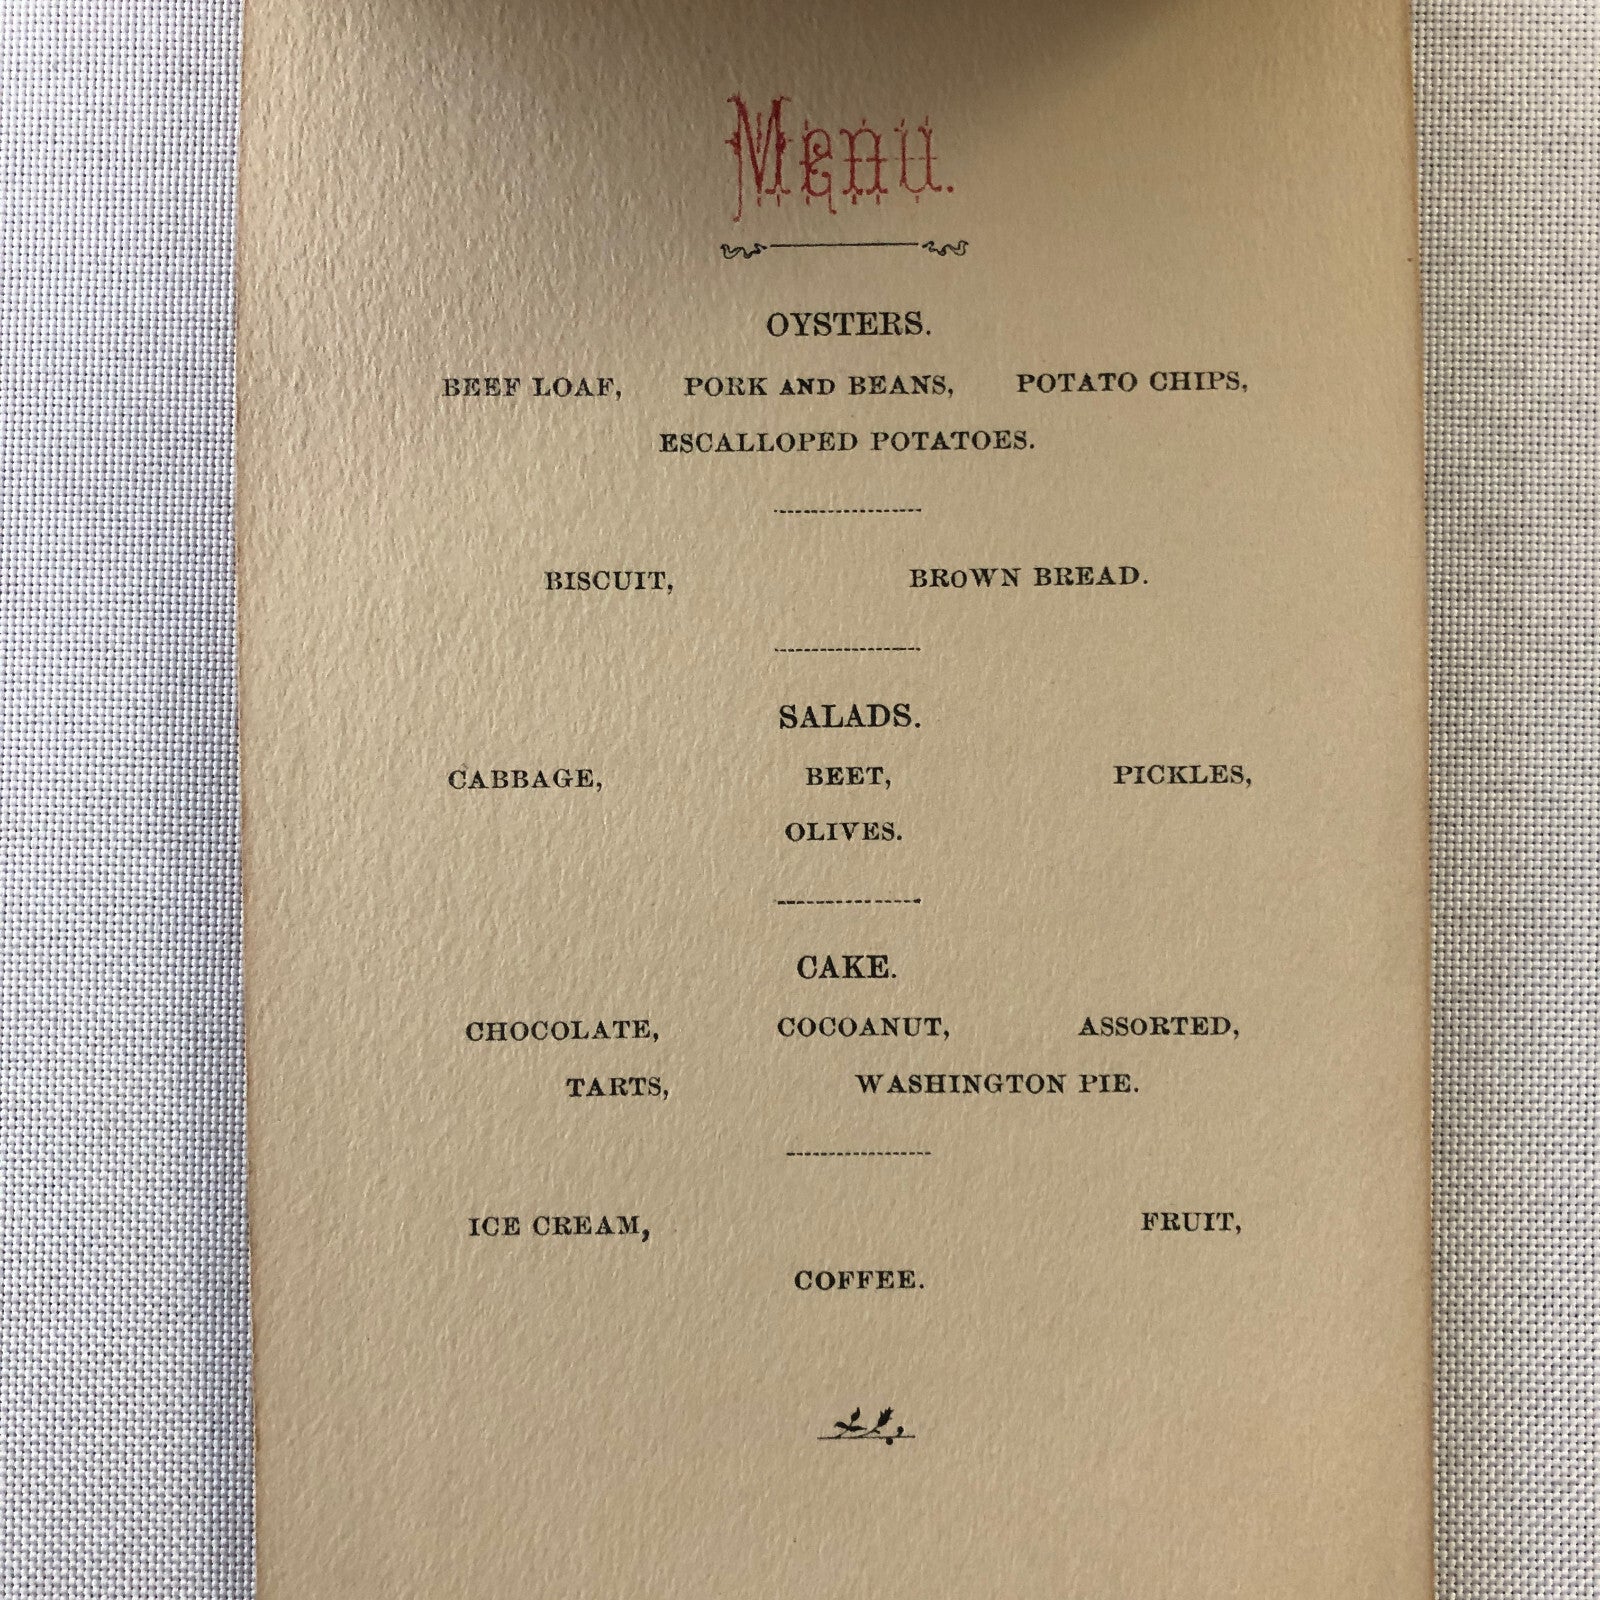 Menu.
OYSTERS.
BEEF LOAF, PORK AND BEANS, POTATO CHIPS,
ESCALLOPED POTATOES.
BISCUIT, BROWN BREAD.
SALADS.
CABBAGE, BEET, PICKLES,
OLIVES.
CAKE.
CHOCOLATE, COCOANUT, ASSORTED,
TARTS, WASHINGTON PIE.
ICE CREAM, FRUIT,
COFFEE.